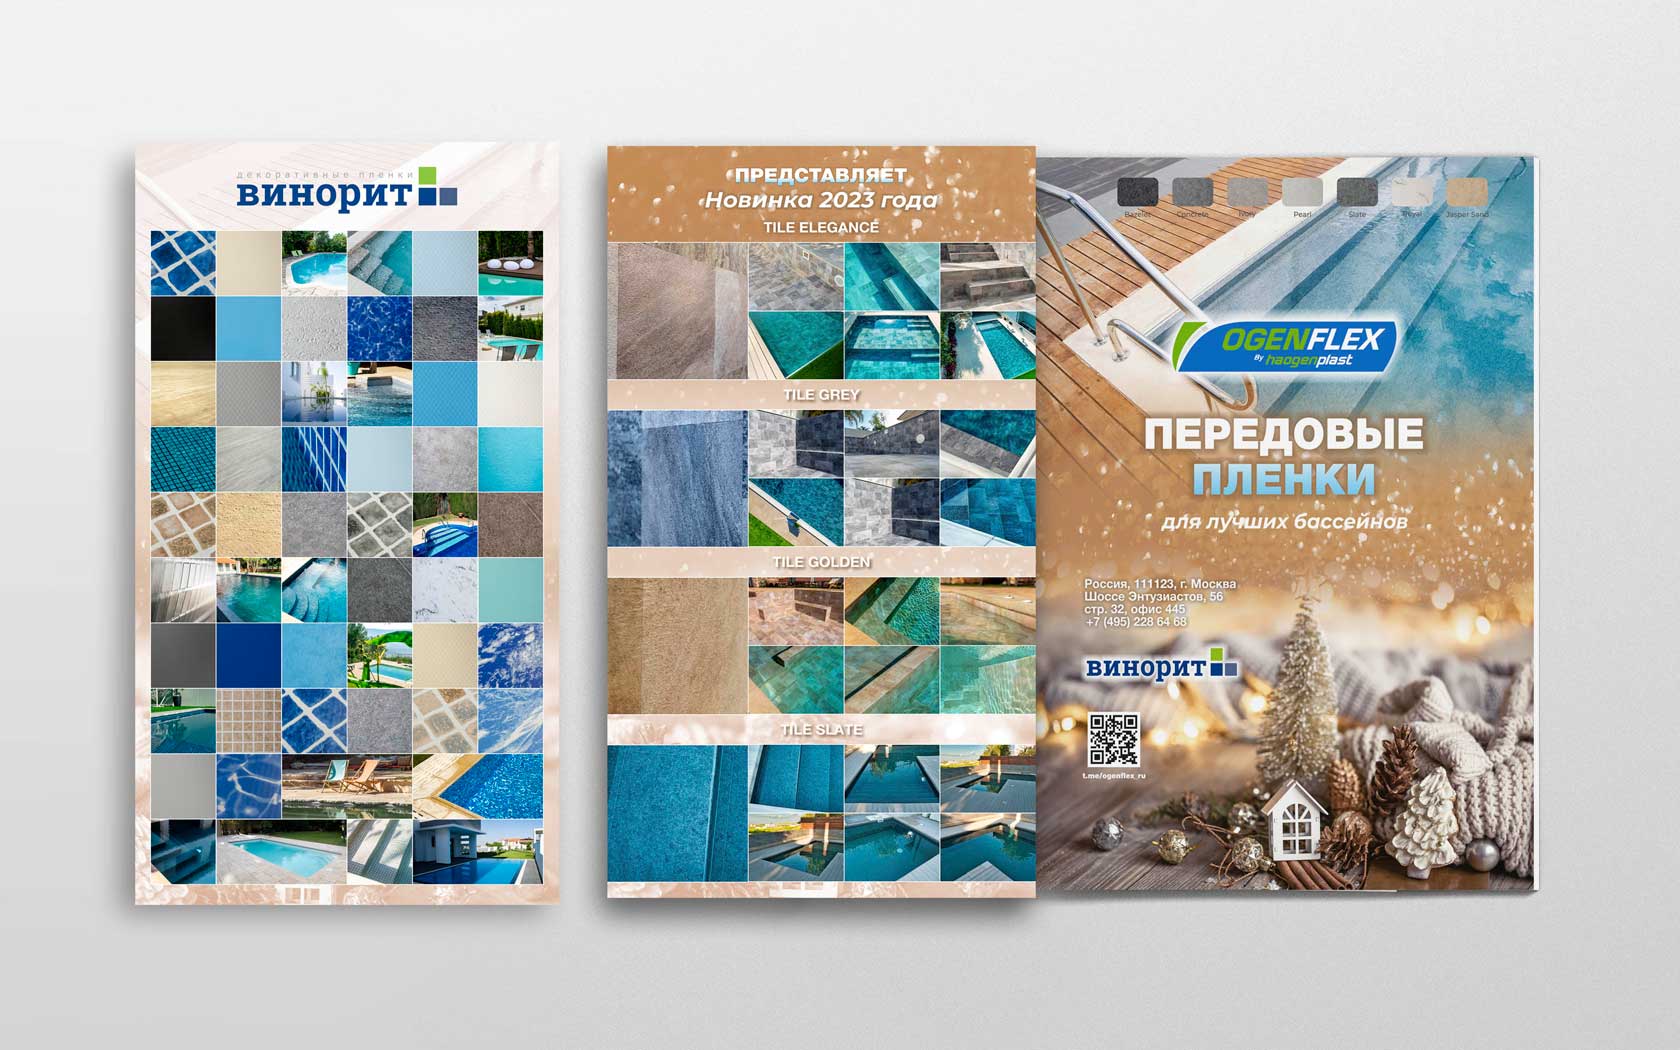 декоративные пленки
винорит
ПРЕДСТАВЛЯЕТ
Новинка 2023 года
TILE ELEGANCE
TILE GREY
TILE GOLDEN
TILE SLATE
Bazelet
Concrete
Ivory
Pearl
Slate
Royal
Jasper Sand
OGENFLEX
By haogenplast
ПЕРЕДОВЫЕ
ПЛЕНКИ
для лучших бассейнов
Россия, 111123, г. Москва
Шоссе Энтузиастов, 56
стр. 32, офис 445
+7 (495) 228 64 68
винорит
t.me/ogenflex_ru